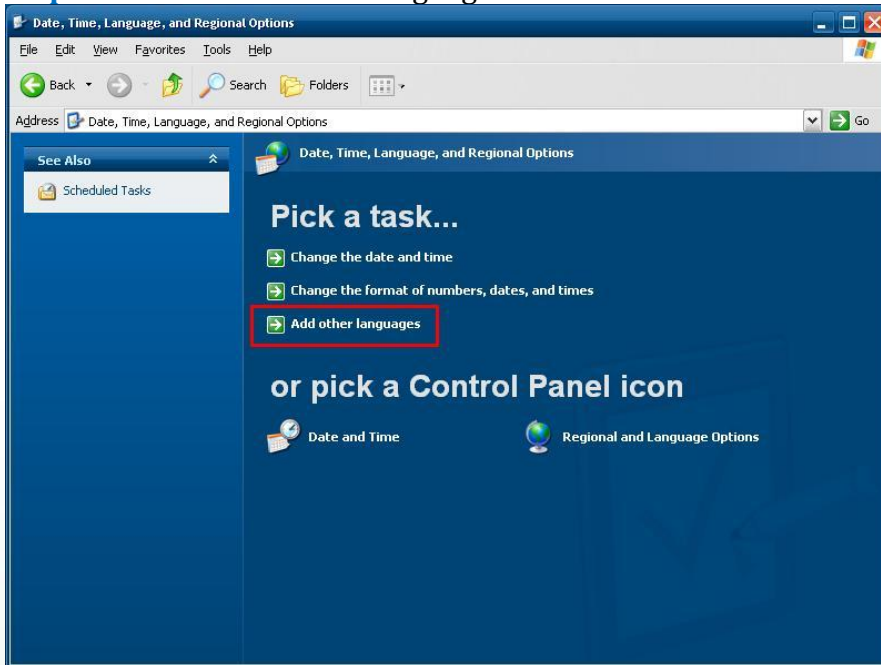 Date, Time, Language, and Regional Options
File Edit View Favorites Tools Help
Back Search Folders
Address Date, Time, Language, and Regional Options Go
See Also
Scheduled Tasks
Date, Time, Language, and Regional Options
Pick a task...
Change the date and time
Change the format of numbers, dates, and times
Add other languages
or pick a Control Panel icon
Date and Time Regional and Language Options